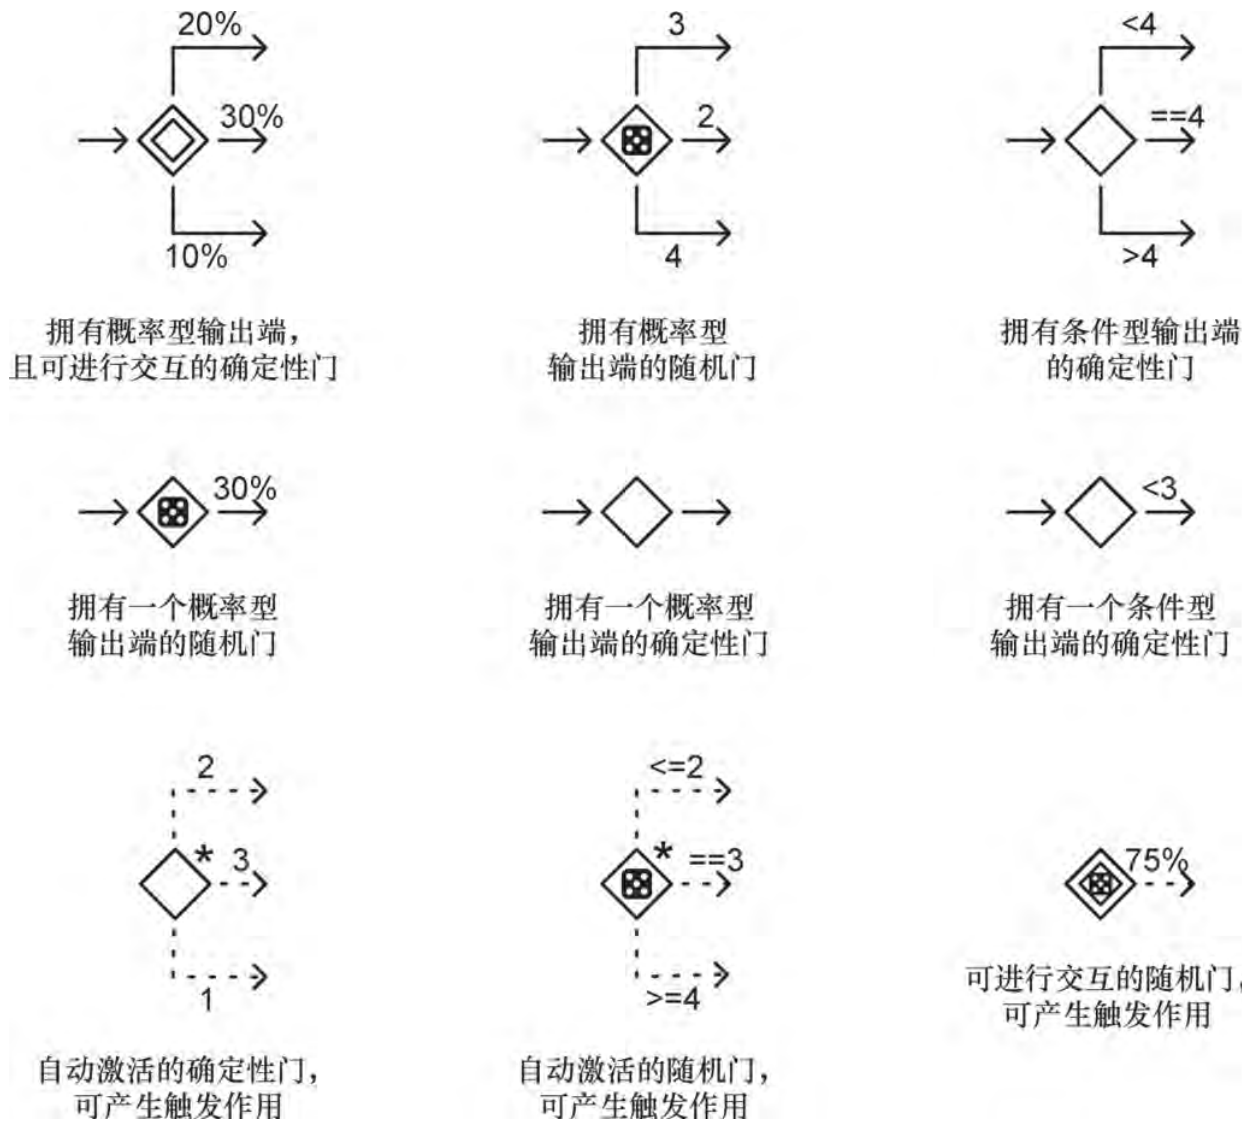 20%
30%
10%
拥有概率型输出端，
且可进行交互的确定性门
3
2
4
拥有概率型
输出端的随机门
<4
==4
>4
拥有条件型输出端
的确定性门
30%
拥有一个概率型
输出端的随机门
拥有一个概率型
输出端的确定性门
<3
拥有一个条件型
输出端的确定性门
2
* 3
1
自动激活的确定性门，
可产生触发作用
<=2
* ==3
>=4
自动激活的随机门，
可产生触发作用
75%
可进行交互的随机门，
可产生触发作用